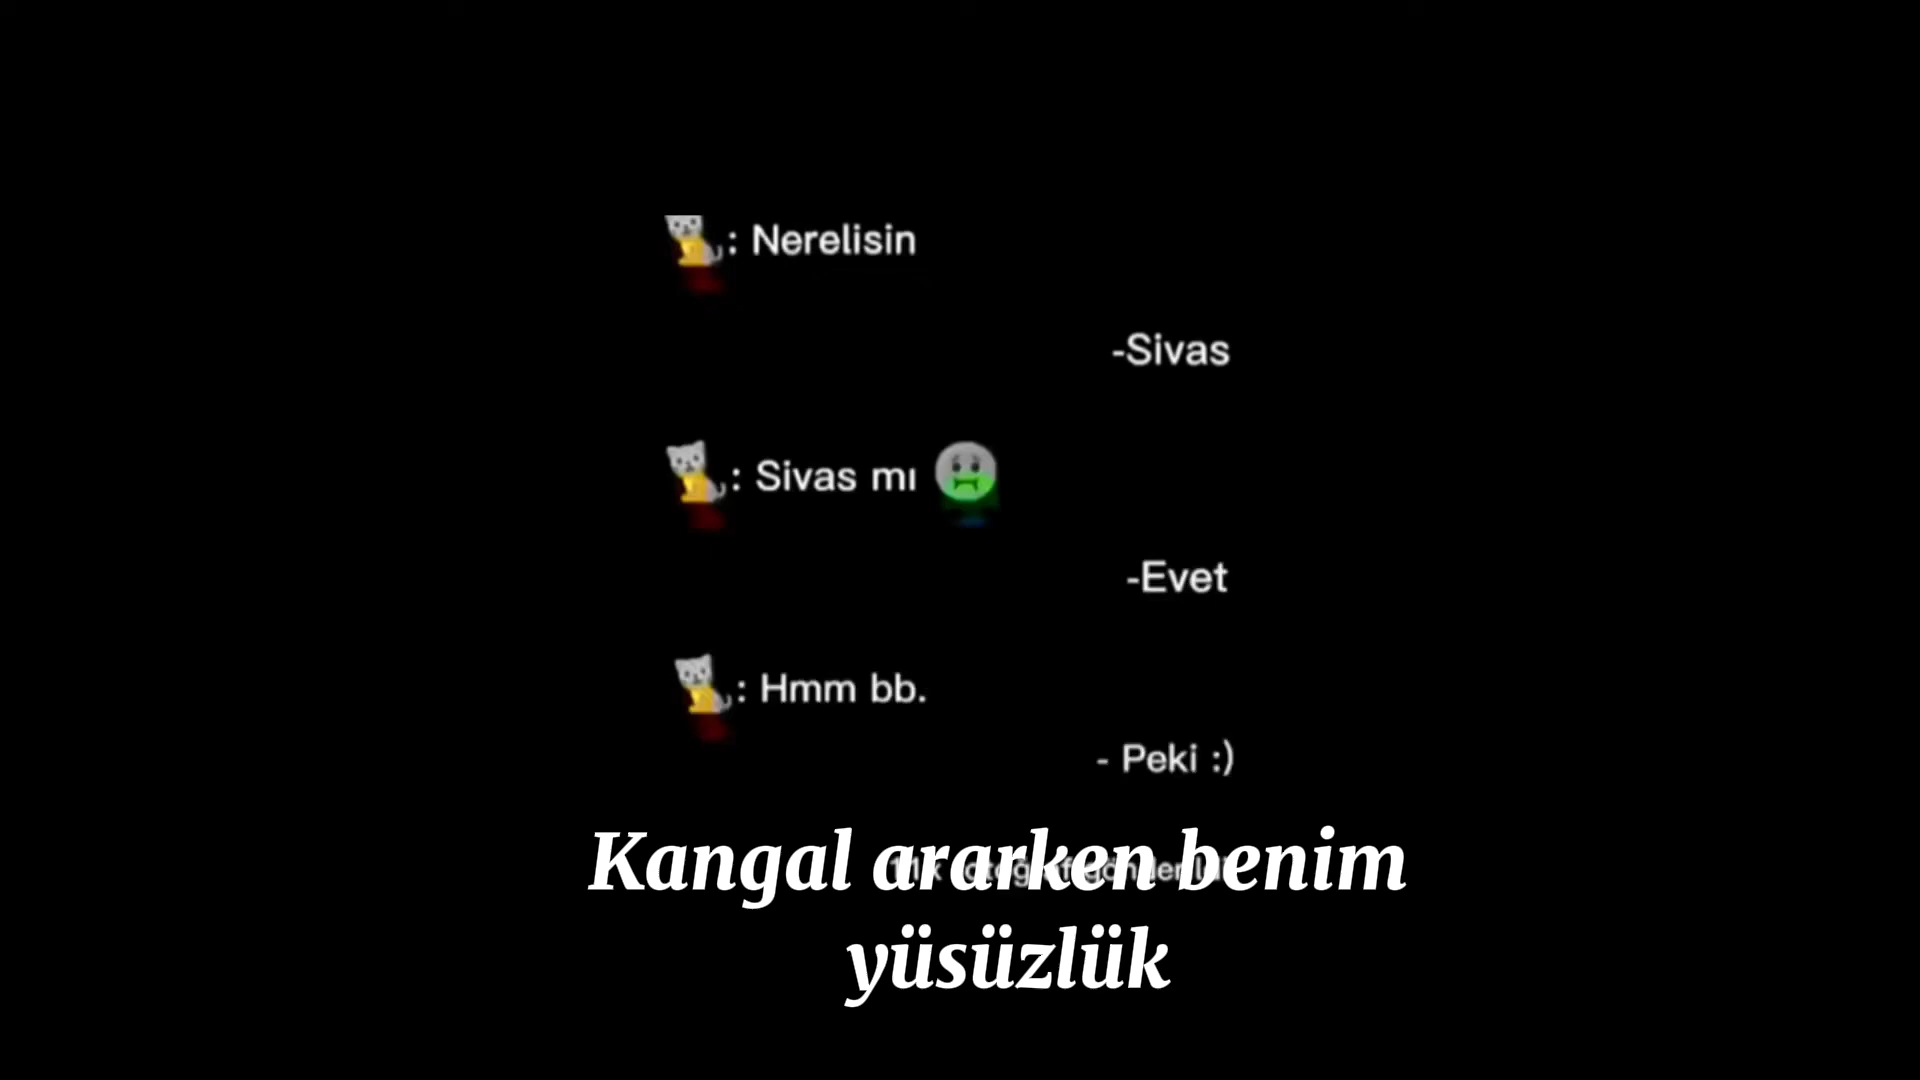 : Nerelisin
-Sivas
: Sivas mı
-Evet
: Hmm bb.
- Peki :)
Kangal ararken benim
yüsüzlük